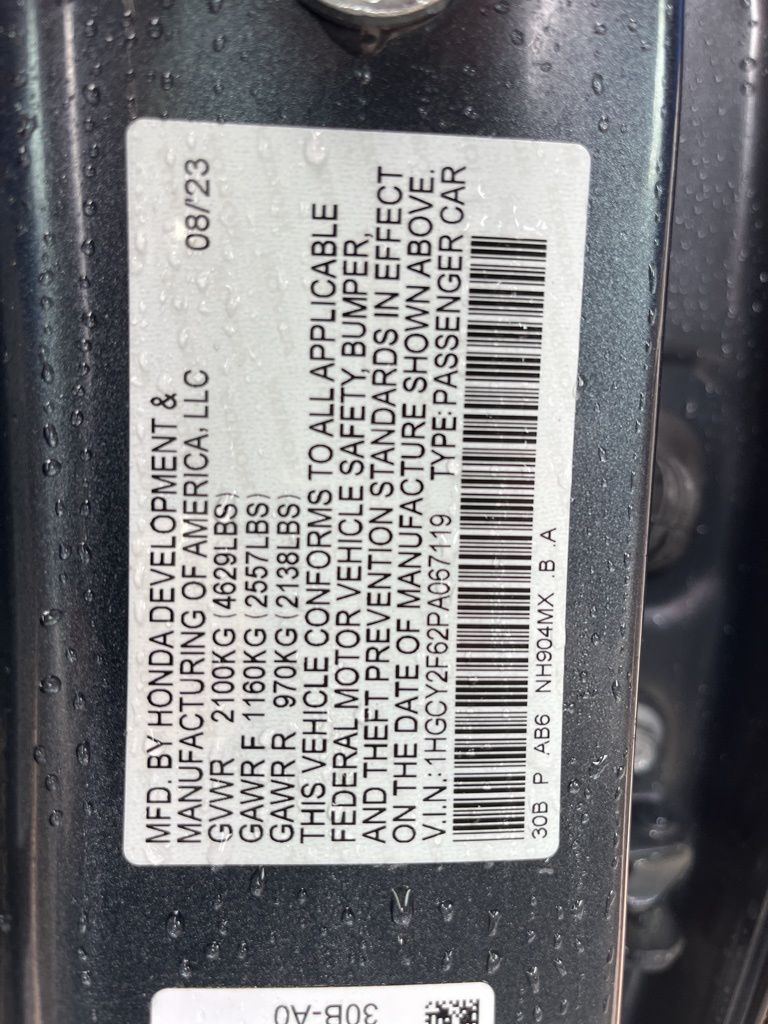 MFD. BY HONDA DEVELOPMENT &
MANUFACTURING OF AMERICA, LLC 08/'23
GVWR 2100KG (4629LBS)
GAWR F 1160KG (2557LBS)
GAWR R 970KG (2138LBS)
THIS VEHICLE CONFORMS TO ALL APPLICABLE
FEDERAL MOTOR VEHICLE SAFETY, BUMPER,
AND THEFT PREVENTION STANDARDS IN EFFECT
ON THE DATE OF MANUFACTURE SHOWN ABOVE.
V.I.N.: 1HGCY2F62PA067119 TYPE: PASSENGER CAR
30B P AB6 NH904MX .B .A
30B-A0